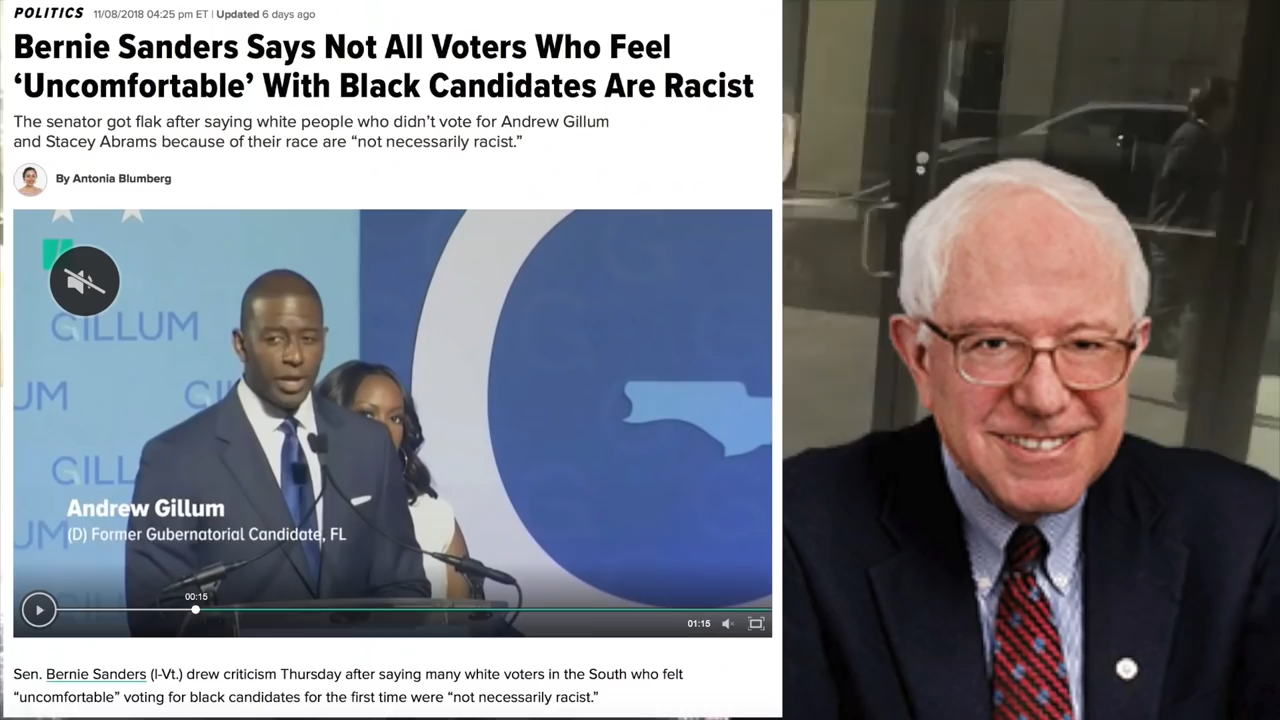 POLITICS 11/08/2018 04:25 pm ET | Updated 6 days ago
Bernie Sanders Says Not All Voters Who Feel
‘Uncomfortable’ With Black Candidates Are Racist
The senator got flak after saying white people who didn’t vote for Andrew Gillum
and Stacey Abrams because of their race are “not necessarily racist.”
By Antonia Blumberg
GILLUM
UM
GI
GILL
UM
Andrew Gillum
(D) Former Gubernatorial Candidate, FL
00:15
01:15
Sen. Bernie Sanders (I-Vt.) drew criticism Thursday after saying many white voters in the South who felt
“uncomfortable” voting for black candidates for the first time were “not necessarily racist.”